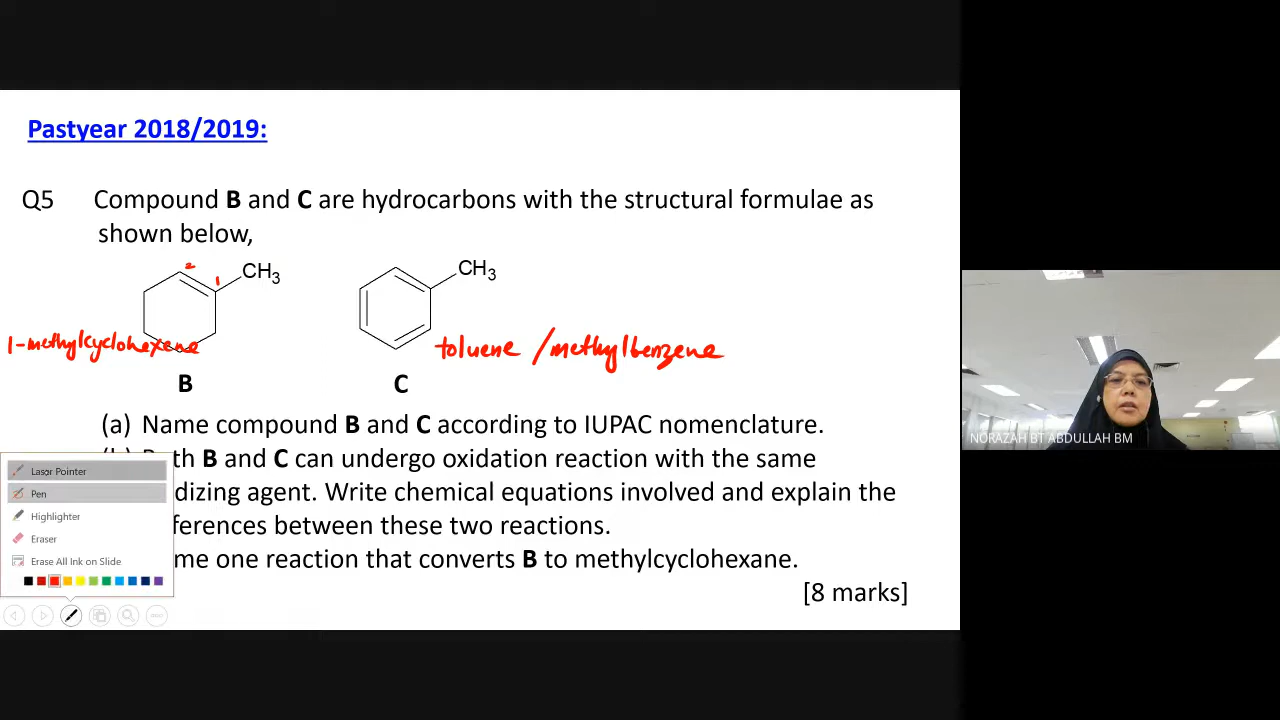 Pastyear 2018/2019:
Q5 Compound B and C are hydrocarbons with the structural formulae as
shown below,
2
1
CH3
CH3
1-methylcyclohexene
toluene / methylbenzene
B
C
(a) Name compound B and C according to IUPAC nomenclature.
B and C can undergo oxidation reaction with the same
dizing agent. Write chemical equations involved and explain the
ferences between these two reactions.
me one reaction that converts B to methylcyclohexane.
[8 marks]
Laser Pointer
Pen
Highlighter
Eraser
Erase All Ink on Slide
NORAZAH BT ABDULLAH BM